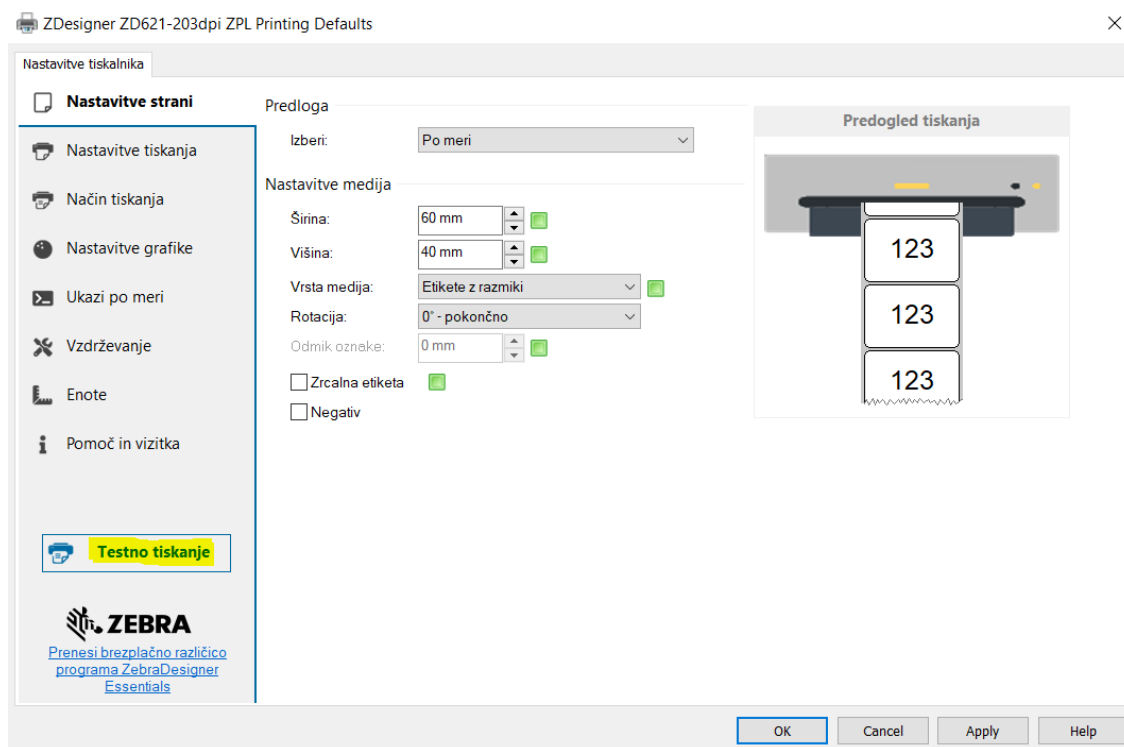 ZDesigner ZD621-203dpi ZPL Printing Defaults
Nastavitve tiskalnika
Nastavitve strani
Nastavitve tiskanja
Način tiskanja
Nastavitve grafike
Ukazi po meri
Vzdrževanje
Enote
Pomoč in vizitka
Testno tiskanje
ZEBRA
Prenesi brezplačno različico
programa ZebraDesigner
Essentials
Predloga
Izberi: Po meri
Nastavitve medija
Širina: 60 mm
Višina: 40 mm
Vrsta medija: Etikete z razmiki
Rotacija: 0° - pokončno
Odmik oznake: 0 mm
Zrcalna etiketa
Negativ
Predogled tiskanja
123
123
123
OK Cancel Apply Help